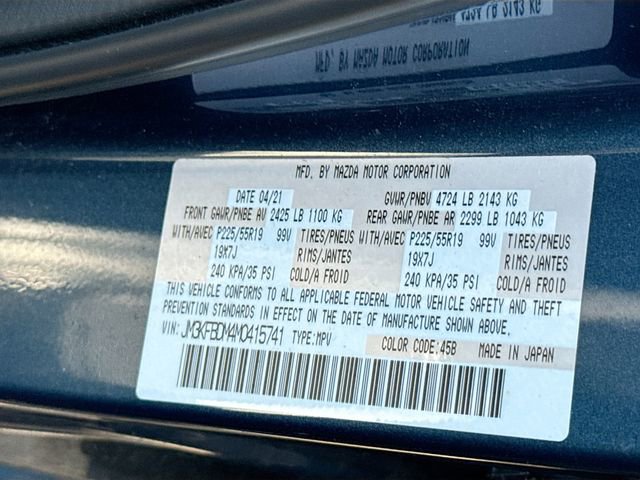 MFD. BY MAZDA MOTOR CORPORATION
DATE 04/21 GVWR/PNBV 4724 LB 2143 KG
FRONT GAWR/PNBE AV 2425 LB 1100 KG REAR GAWR/PNBE AR 2299 LB 1043 KG
WITH/AVEC P225/55R19 99V TIRES/PNEUS WITH/AVEC P225/55R19 99V TIRES/PNEUS
19X7J RIMS/JANTES 19X7J RIMS/JANTES
240 KPA/35 PSI COLD/A FROID 240 KPA/35 PSI COLD/A FROID
THIS VEHICLE CONFORMS TO ALL APPLICABLE FEDERAL MOTOR VEHICLE SAFETY AND THEFT
PREVENTION STANDARDS IN EFFECT ON THE DATE OF MANUFACTURE SHOWN ABOVE.
VIN: JM3KFBDM4M0415741 TYPE:MPV COLOR CODE:45B MADE IN JAPAN